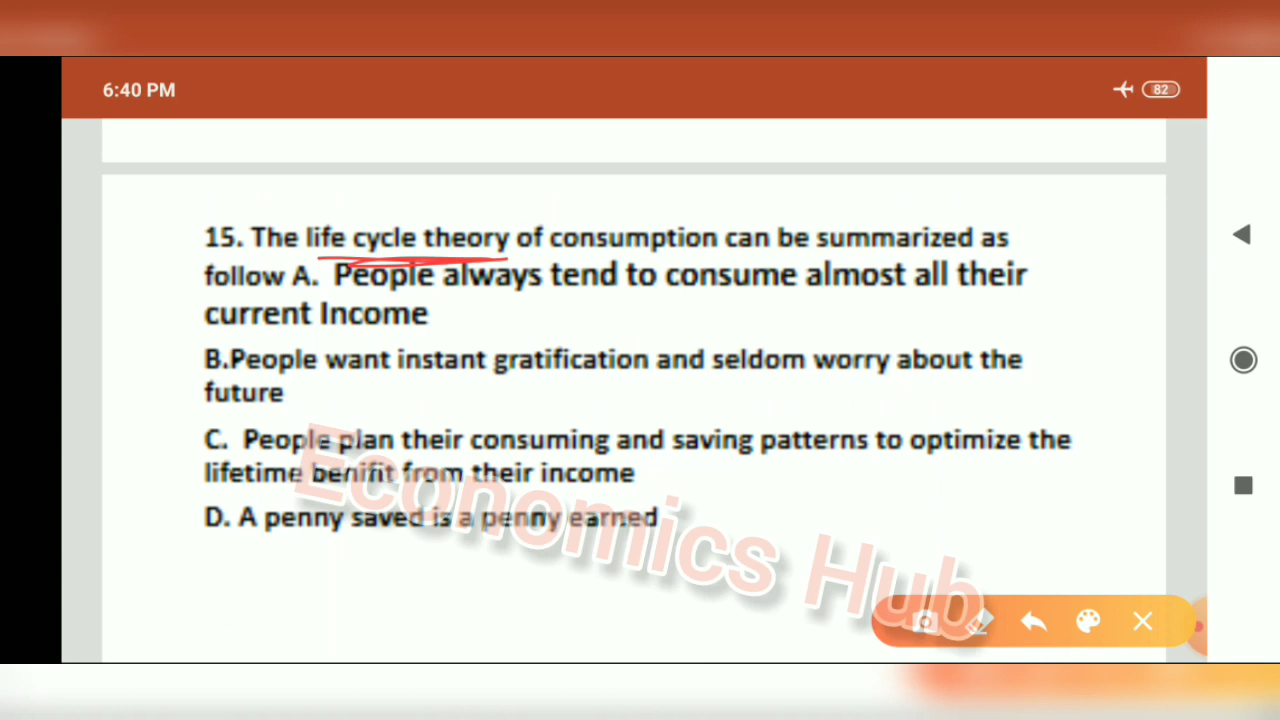 6:40 PM
82
15. The life cycle theory of consumption can be summarized as
follow A. People always tend to consume almost all their
current Income
B.People want instant gratification and seldom worry about the
future
C. People plan their consuming and saving patterns to optimize the
lifetime benifit from their income
D. A penny saved is a penny earned
Economics Hub